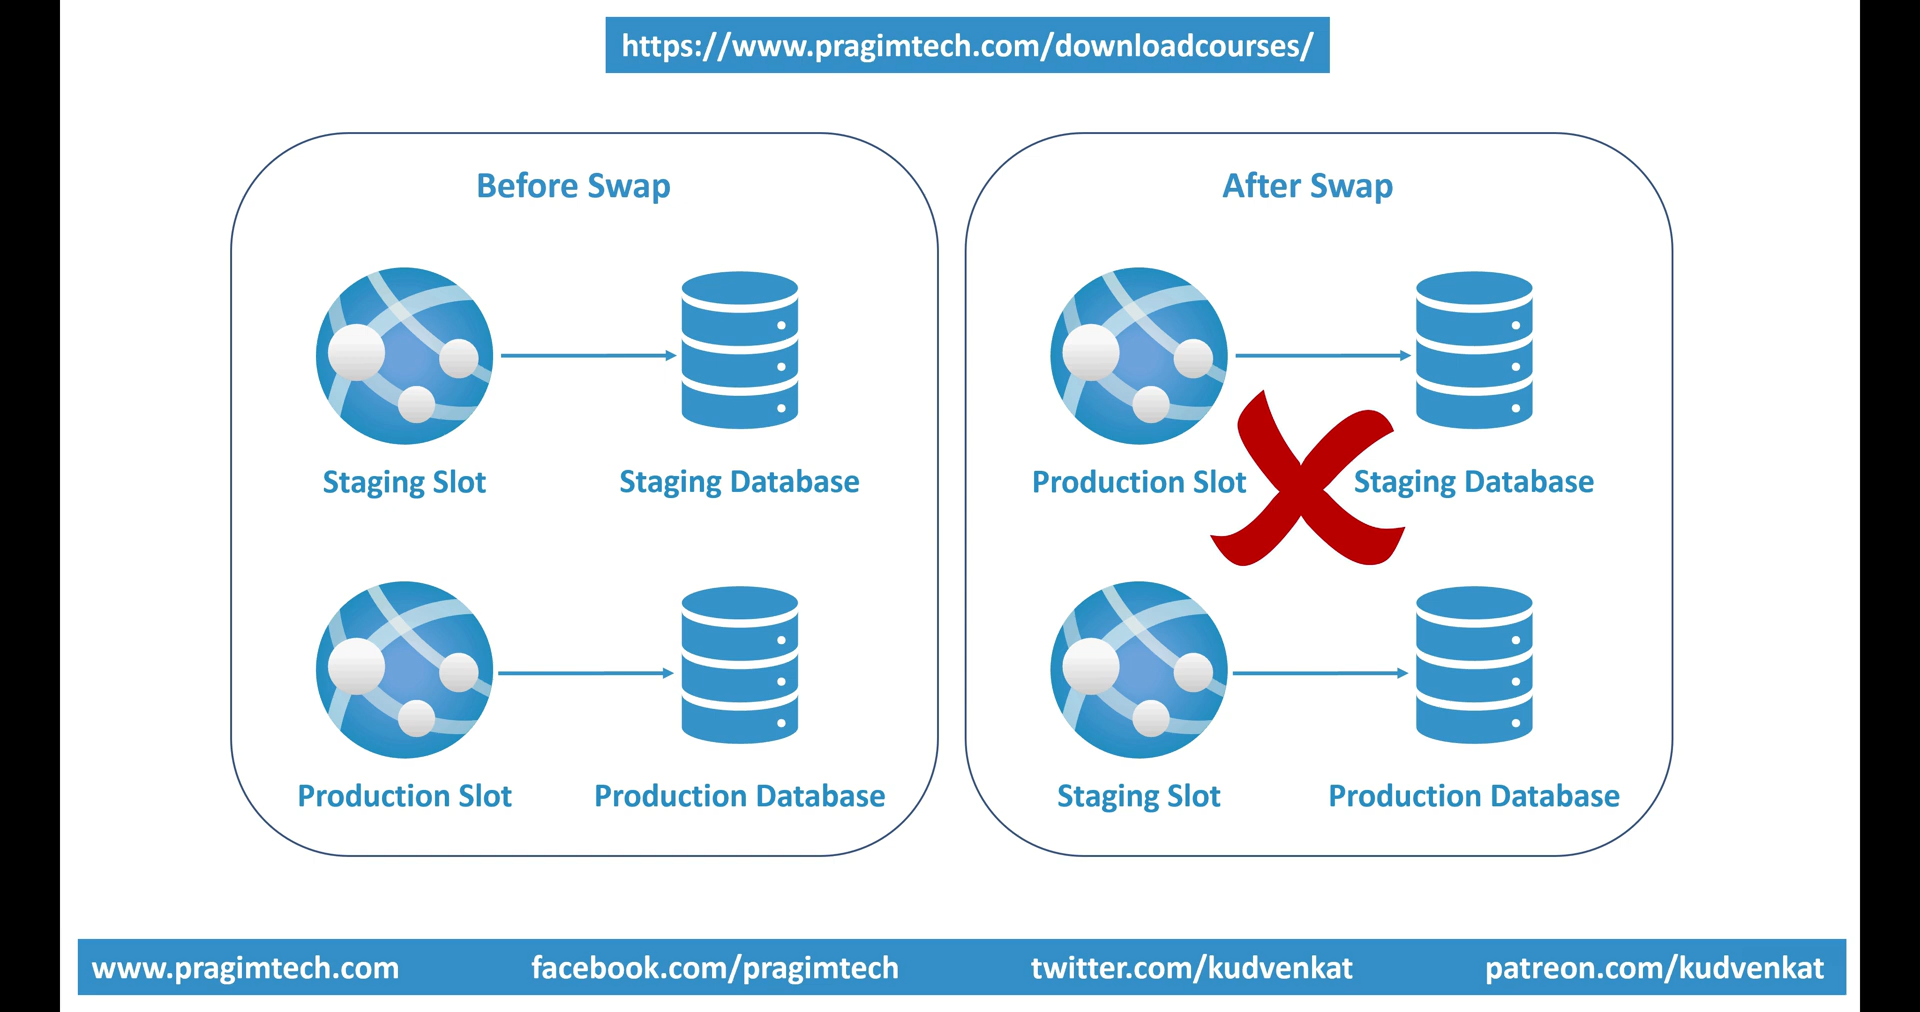 https://www.pragimtech.com/downloadcourses/
Before Swap
Staging Slot
Staging Database
Production Slot
Production Database
After Swap
Production Slot
Staging Database
Staging Slot
Production Database
www.pragimtech.com
facebook.com/pragimtech
twitter.com/kudvenkat
patreon.com/kudvenkat